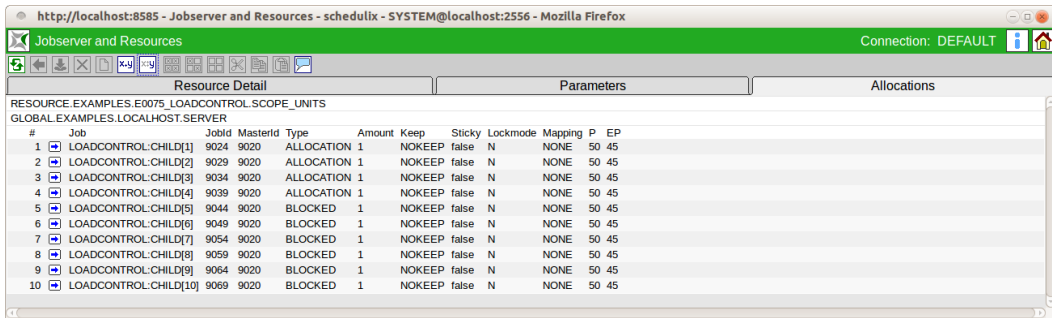 http://localhost:8585 - Jobserver and Resources - schedulix - SYSTEM@localhost:2556 - Mozilla Firefox
Jobserver and Resources Connection: DEFAULT
x.y x:y
Resource Detail Parameters Allocations
RESOURCE.EXAMPLES.E0075_LOADCONTROL.SCOPE_UNITS
GLOBAL.EXAMPLES.LOCALHOST.SERVER
# Job JobId MasterId Type Amount Keep Sticky Lockmode Mapping P EP
1 LOADCONTROL:CHILD[1] 9024 9020 ALLOCATION 1 NOKEEP false N NONE 50 45
2 LOADCONTROL:CHILD[2] 9029 9020 ALLOCATION 1 NOKEEP false N NONE 50 45
3 LOADCONTROL:CHILD[3] 9034 9020 ALLOCATION 1 NOKEEP false N NONE 50 45
4 LOADCONTROL:CHILD[4] 9039 9020 ALLOCATION 1 NOKEEP false N NONE 50 45
5 LOADCONTROL:CHILD[5] 9044 9020 BLOCKED 1 NOKEEP false N NONE 50 45
6 LOADCONTROL:CHILD[6] 9049 9020 BLOCKED 1 NOKEEP false N NONE 50 45
7 LOADCONTROL:CHILD[7] 9054 9020 BLOCKED 1 NOKEEP false N NONE 50 45
8 LOADCONTROL:CHILD[8] 9059 9020 BLOCKED 1 NOKEEP false N NONE 50 45
9 LOADCONTROL:CHILD[9] 9064 9020 BLOCKED 1 NOKEEP false N NONE 50 45
10 LOADCONTROL:CHILD[10] 9069 9020 BLOCKED 1 NOKEEP false N NONE 50 45